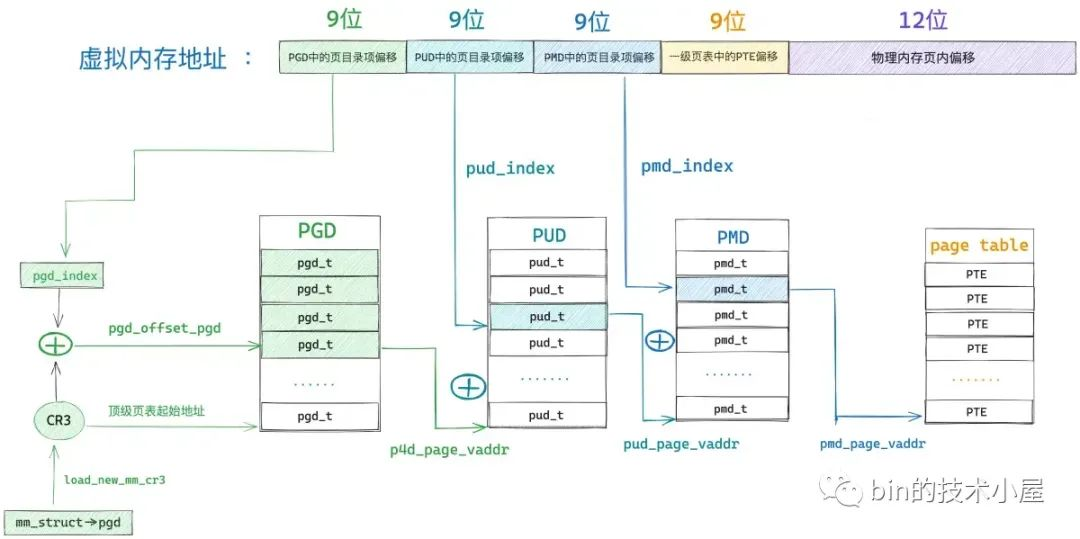 9位
9位
9位
9位
12位
虚拟内存地址 :
PGD中的页目录项偏移
PUD中的页目录项偏移
PMD中的页目录项偏移
一级页表中的PTE偏移
物理内存页内偏移
pud_index
pmd_index
PGD
pgd_t
pgd_t
pgd_t
pgd_t
......
pgd_t
PUD
pud_t
pud_t
pud_t
pud_t
.......
pud_t
PMD
pmd_t
pmd_t
pmd_t
pmd_t
.......
pmd_t
page table
PTE
PTE
PTE
PTE
.......
PTE
pgd_index
pgd_offset_pgd
CR3
顶级页表起始地址
p4d_page_vaddr
pud_page_vaddr
pmd_page_vaddr
load_new_mm_cr3
mm_struct→pgd
bin的技术小屋